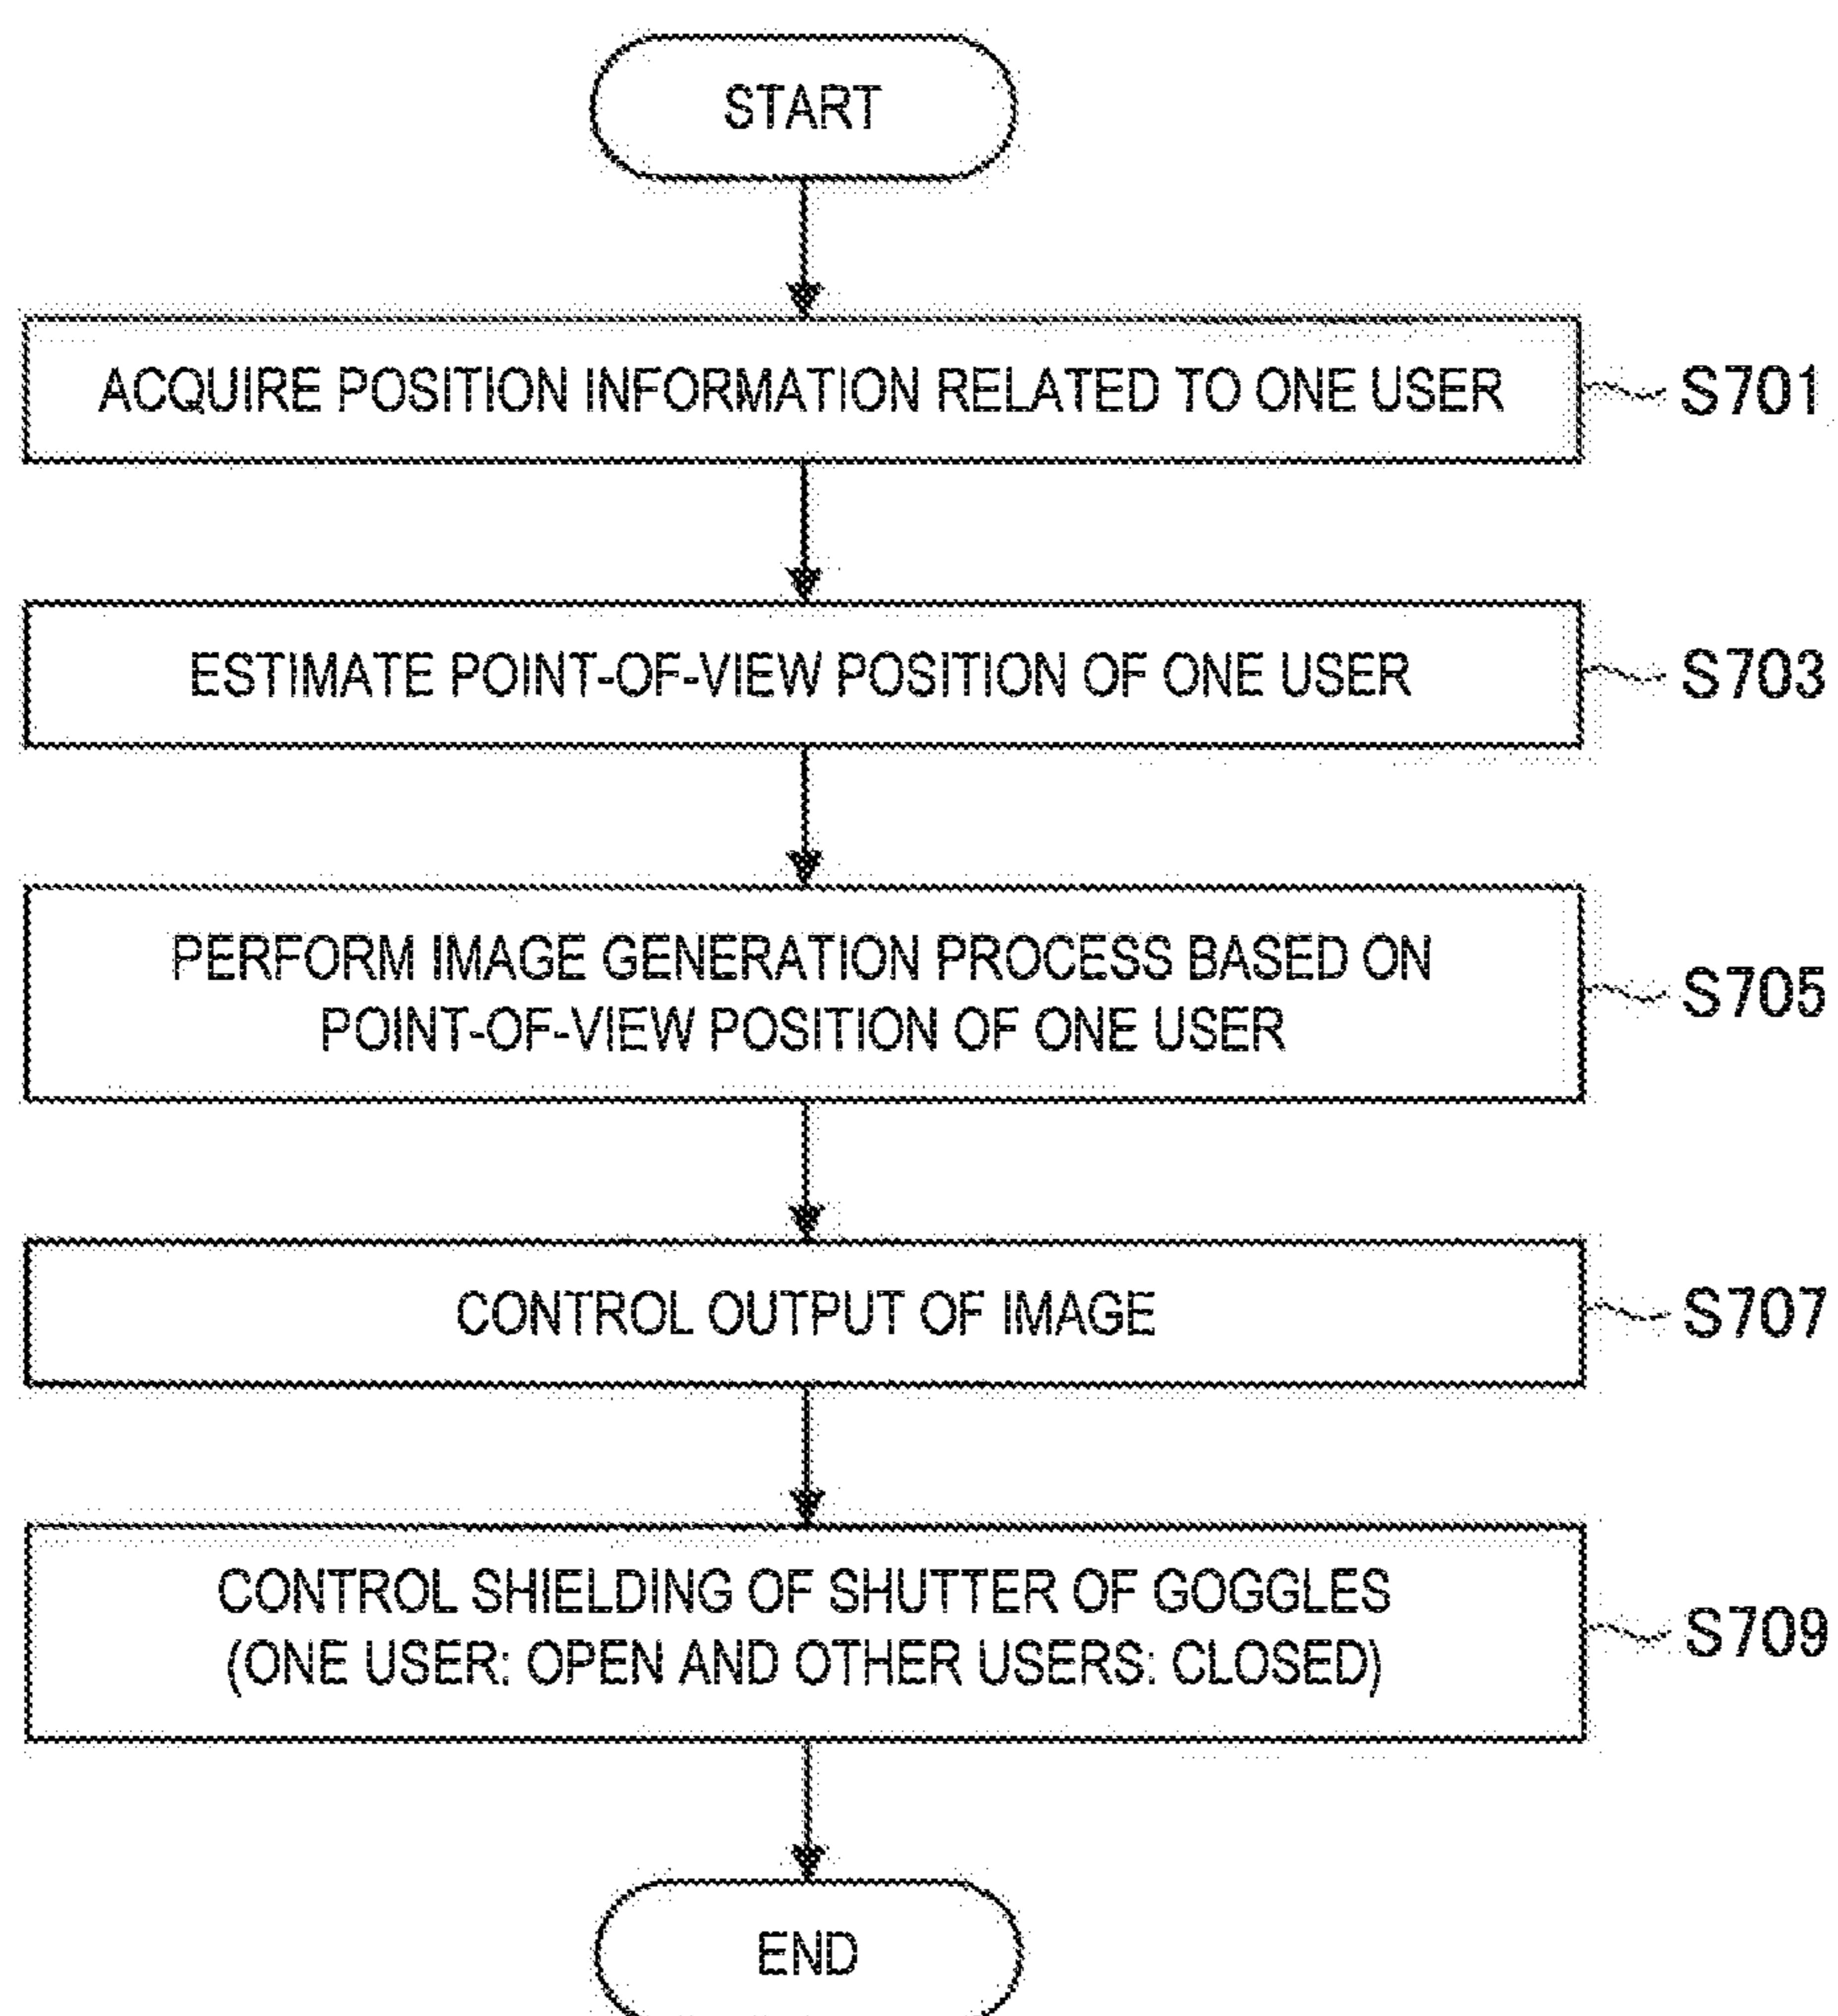 START
ACQUIRE POSITION INFORMATION RELATED TO ONE USER
S701
ESTIMATE POINT-OF-VIEW POSITION OF ONE USER
S703
PERFORM IMAGE GENERATION PROCESS BASED ON
POINT-OF-VIEW POSITION OF ONE USER
S705
CONTROL OUTPUT OF IMAGE
S707
CONTROL SHIELDING OF SHUTTER OF GOGGLES
(ONE USER: OPEN AND OTHER USERS: CLOSED)
S709
END